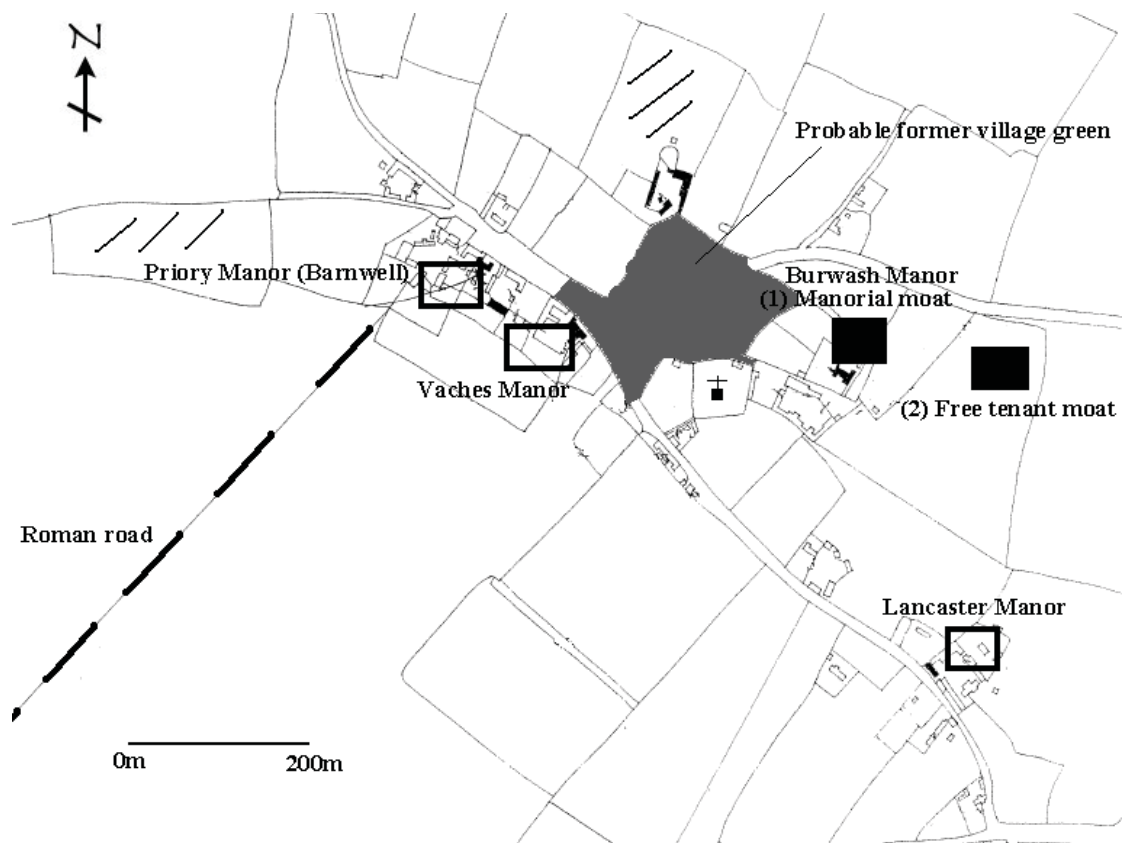 Z
Probable former village green
Priory Manor (Barnwell)
Burwash Manor
(1) Manorial moat
Vaches Manor
(2) Free tenant moat
Roman road
Lancaster Manor
0m
200m